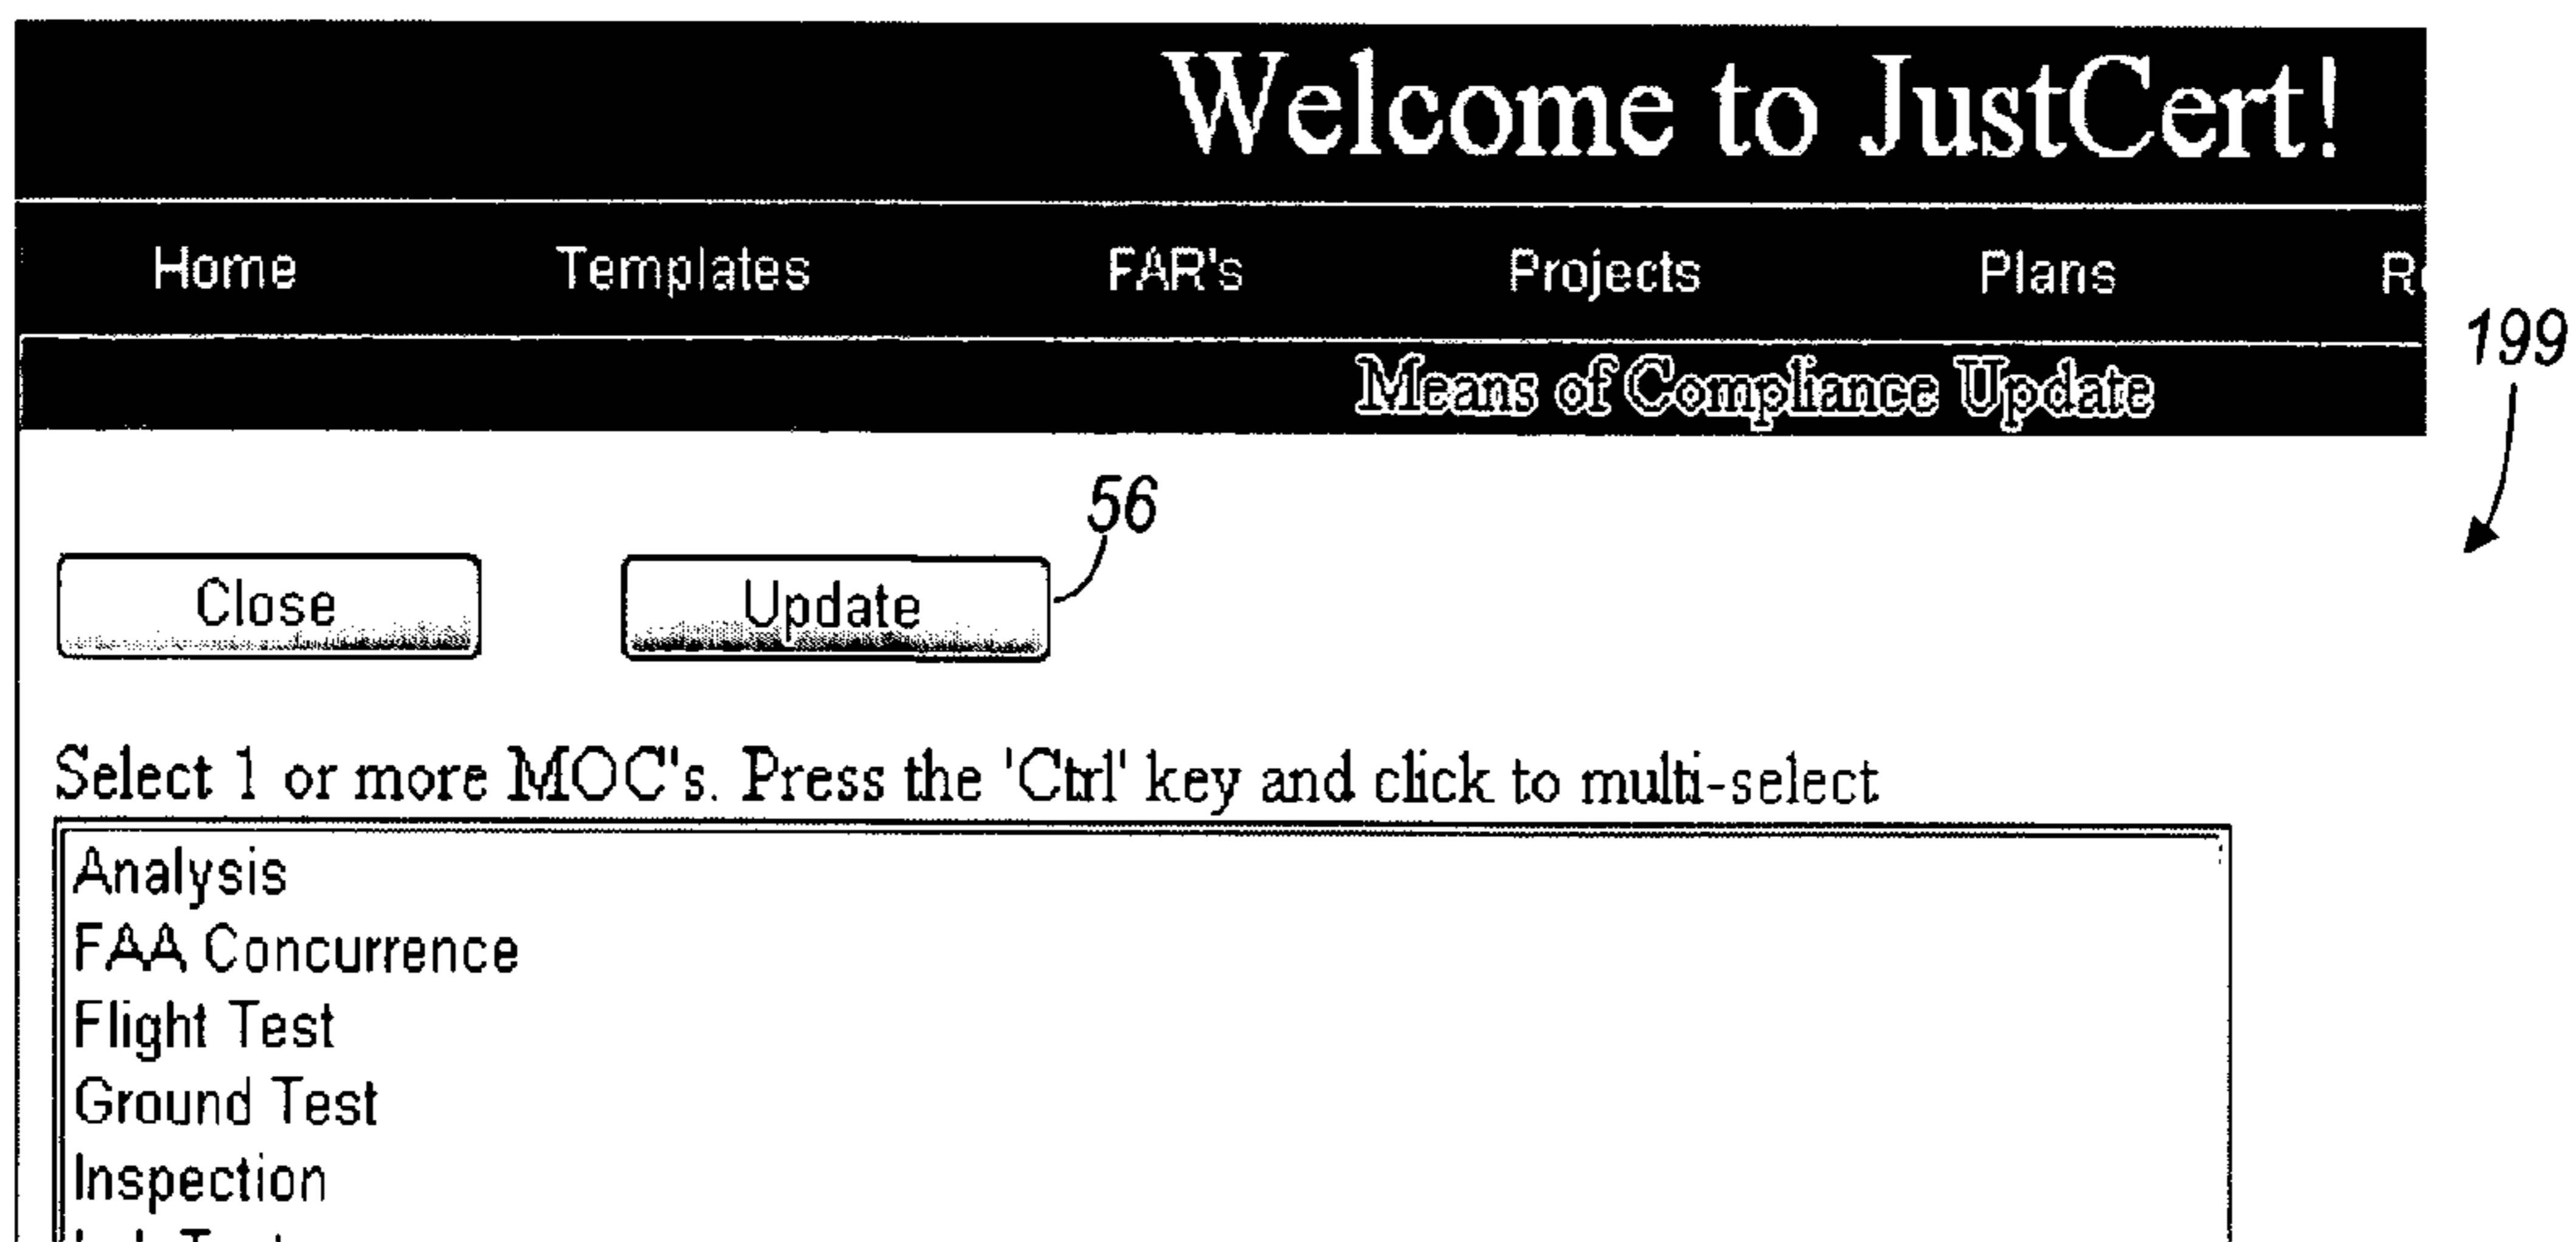 Welcome to JustCert!
Home Templates FAR's Projects Plans
199
Means of Compliance Update
56
Close Update
Select 1 or more MOC's. Press the 'Ctrl' key and click to multi-select
Analysis
FAA Concurrence
Flight Test
Ground Test
Inspection